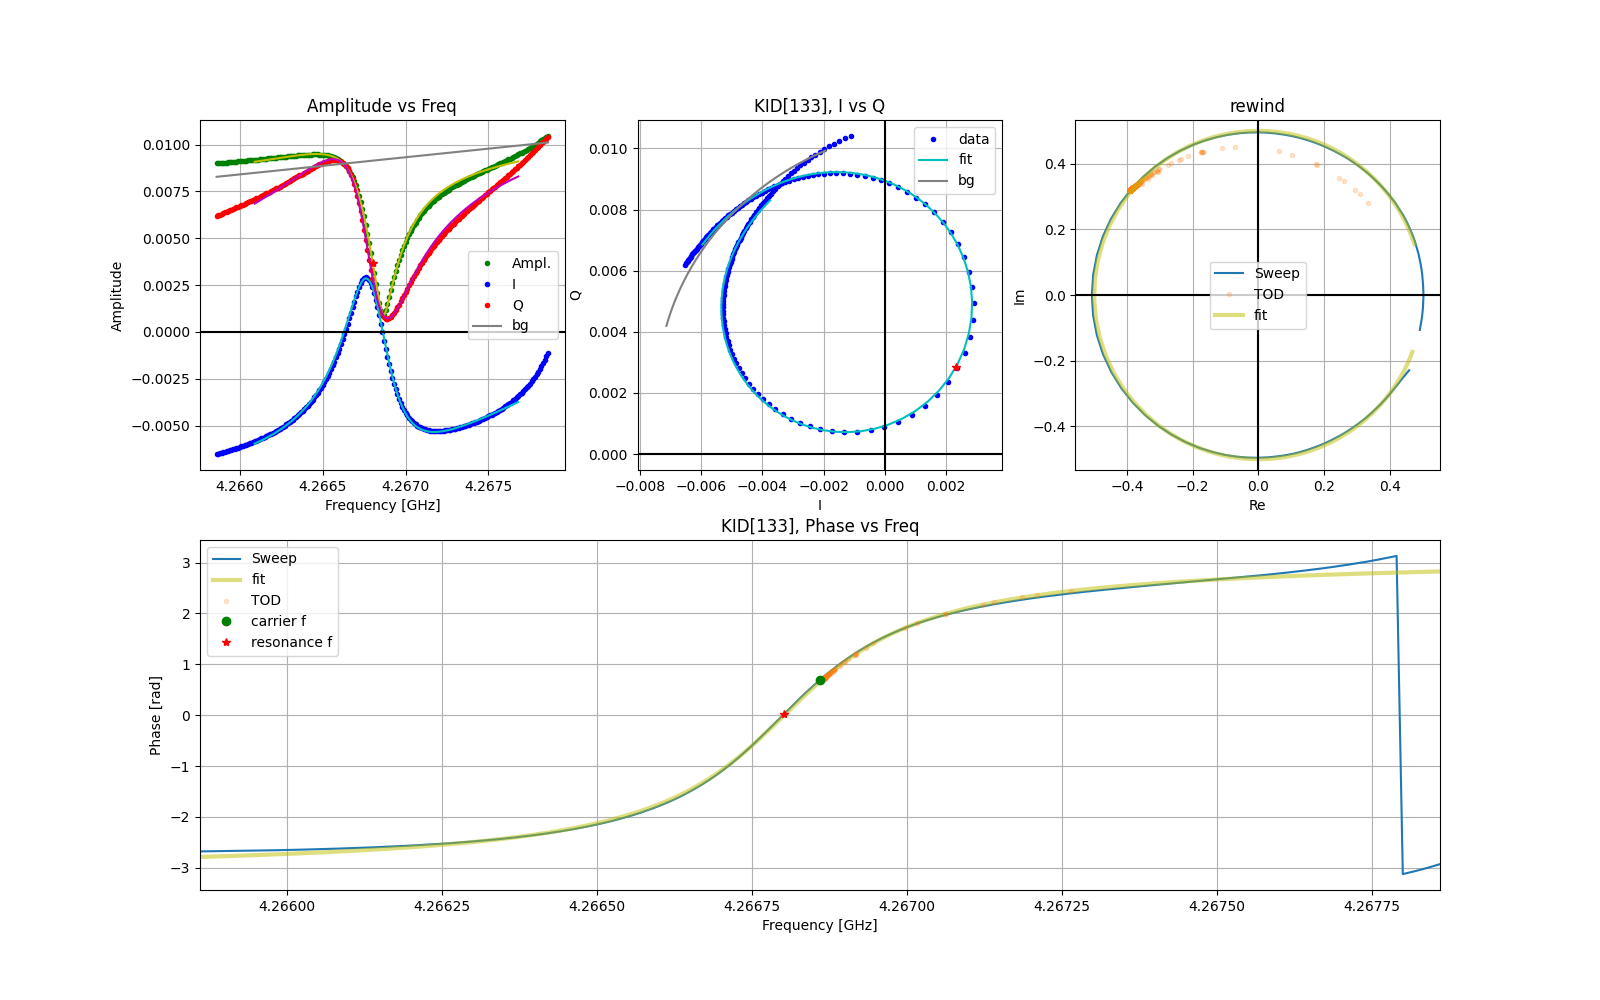 Amplitude vs Freq
0.0100
0.0075
0.0050
0.0025
0.0000
−0.0025
−0.0050
Amplitude
Ampl.
I
Q
bg
4.2660
4.2665
4.2670
4.2675
Frequency [GHz]
KID[133], I vs Q
0.010
0.008
0.006
0.004
0.002
0.000
Q
data
fit
bg
−0.008
−0.006
−0.004
−0.002
0.000
0.002
I
rewind
0.4
0.2
0.0
−0.2
−0.4
Im
Sweep
TOD
fit
−0.4
−0.2
0.0
0.2
0.4
Re
KID[133], Phase vs Freq
3
2
1
0
−1
−2
−3
Phase [rad]
Sweep
fit
TOD
carrier f
resonance f
4.26600
4.26625
4.26650
4.26675
4.26700
4.26725
4.26750
4.26775
Frequency [GHz]